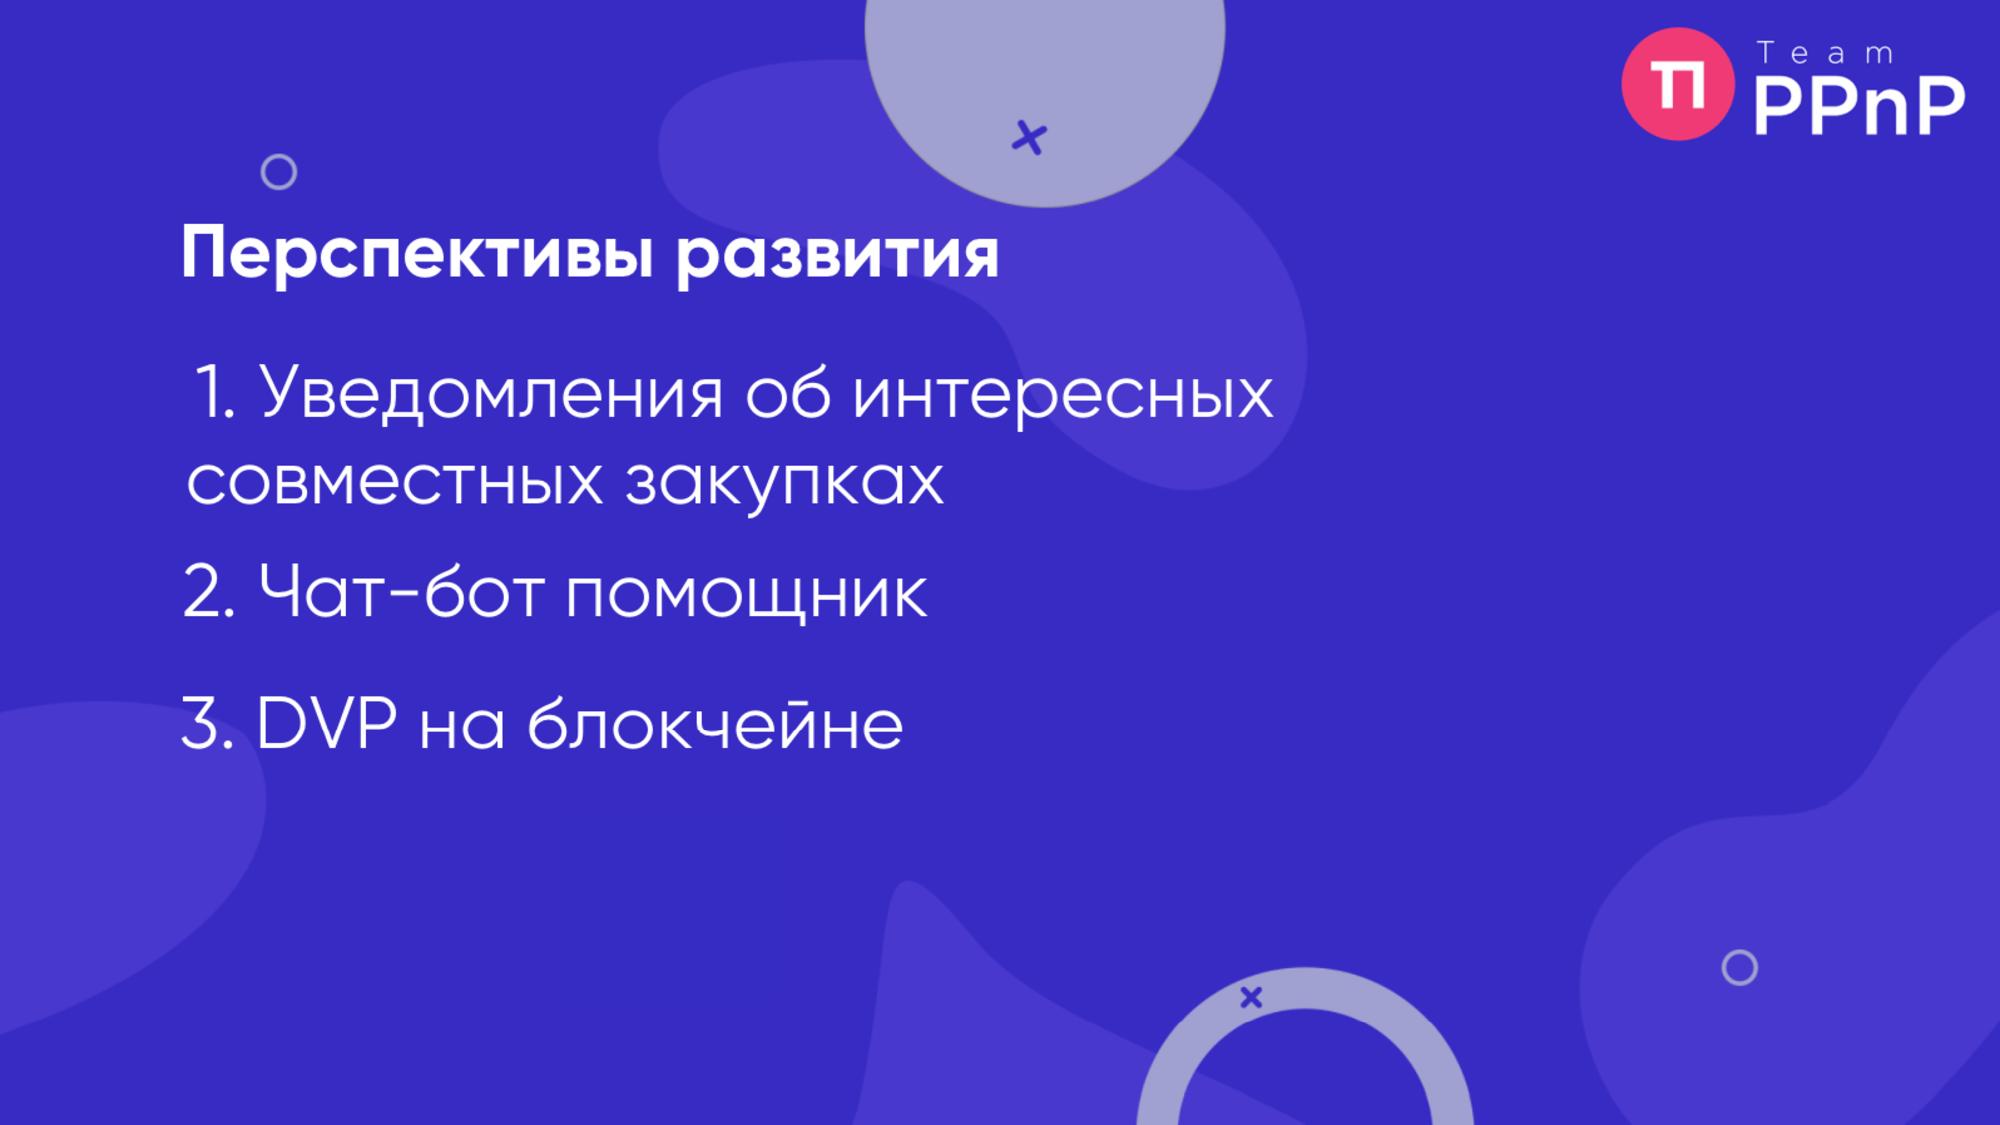 Team
П PPnP
Перспективы развития
1. Уведомления об интересных
совместных закупках
2. Чат-бот помощник
3. DVP на блокчейне